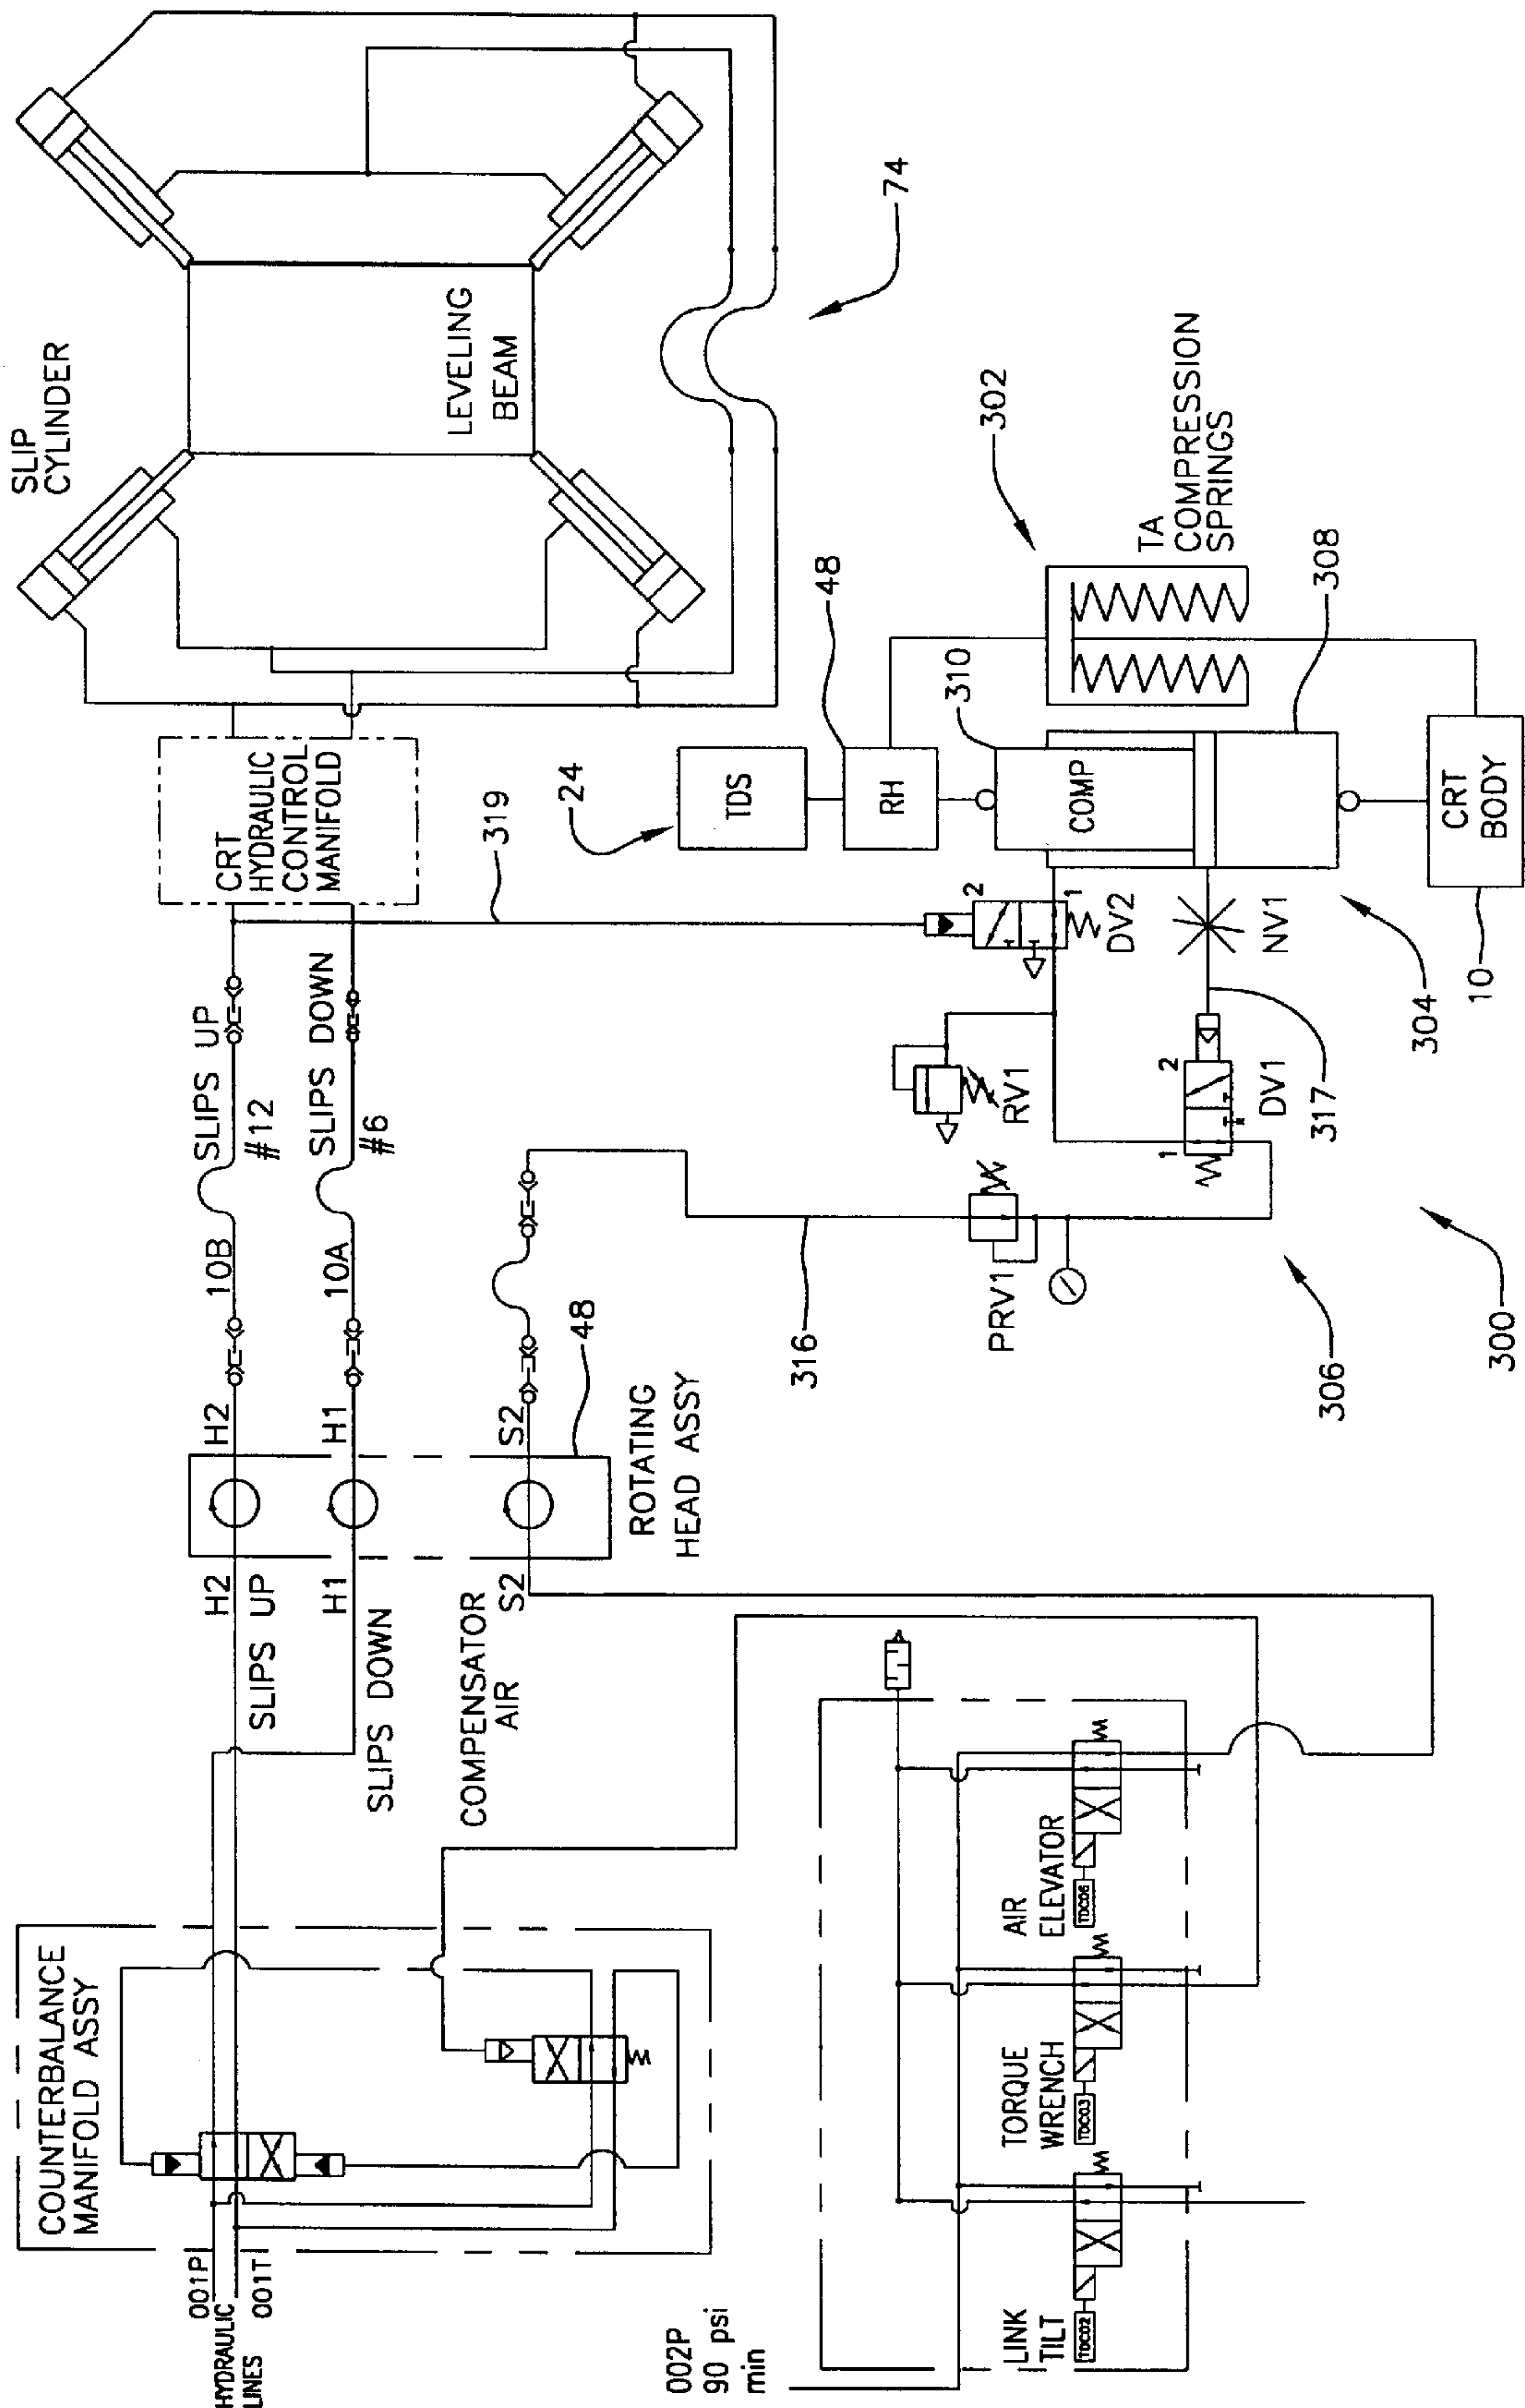 SLIP
CYLINDER
LEVELING
BEAM
74
CRT
HYDRAULIC
CONTROL
MANIFOLD
319
SLIPS UP
#12
SLIPS DOWN
#6
10B
10A
H2
H1
S2
48
ROTATING
HEAD ASSY
H2
SLIPS UP
H1
SLIPS DOWN
COMPENSATOR
AIR
S2
COUNTERBALANCE
MANIFOLD ASSY
001P
HYDRAULIC
LINES
001T
002P
90 psi
min
LINK
TILT
TDC02
TORQUE
WRENCH
TDC03
AIR
ELEVATOR
TDC06
24
TDS
48
RH
310
COMP
302
TA
COMPRESSION
SPRINGS
308
CRT
BODY
10
304
2
1
DV2
NV1
RV1
2
1
DV1
317
316
PRV1
306
300